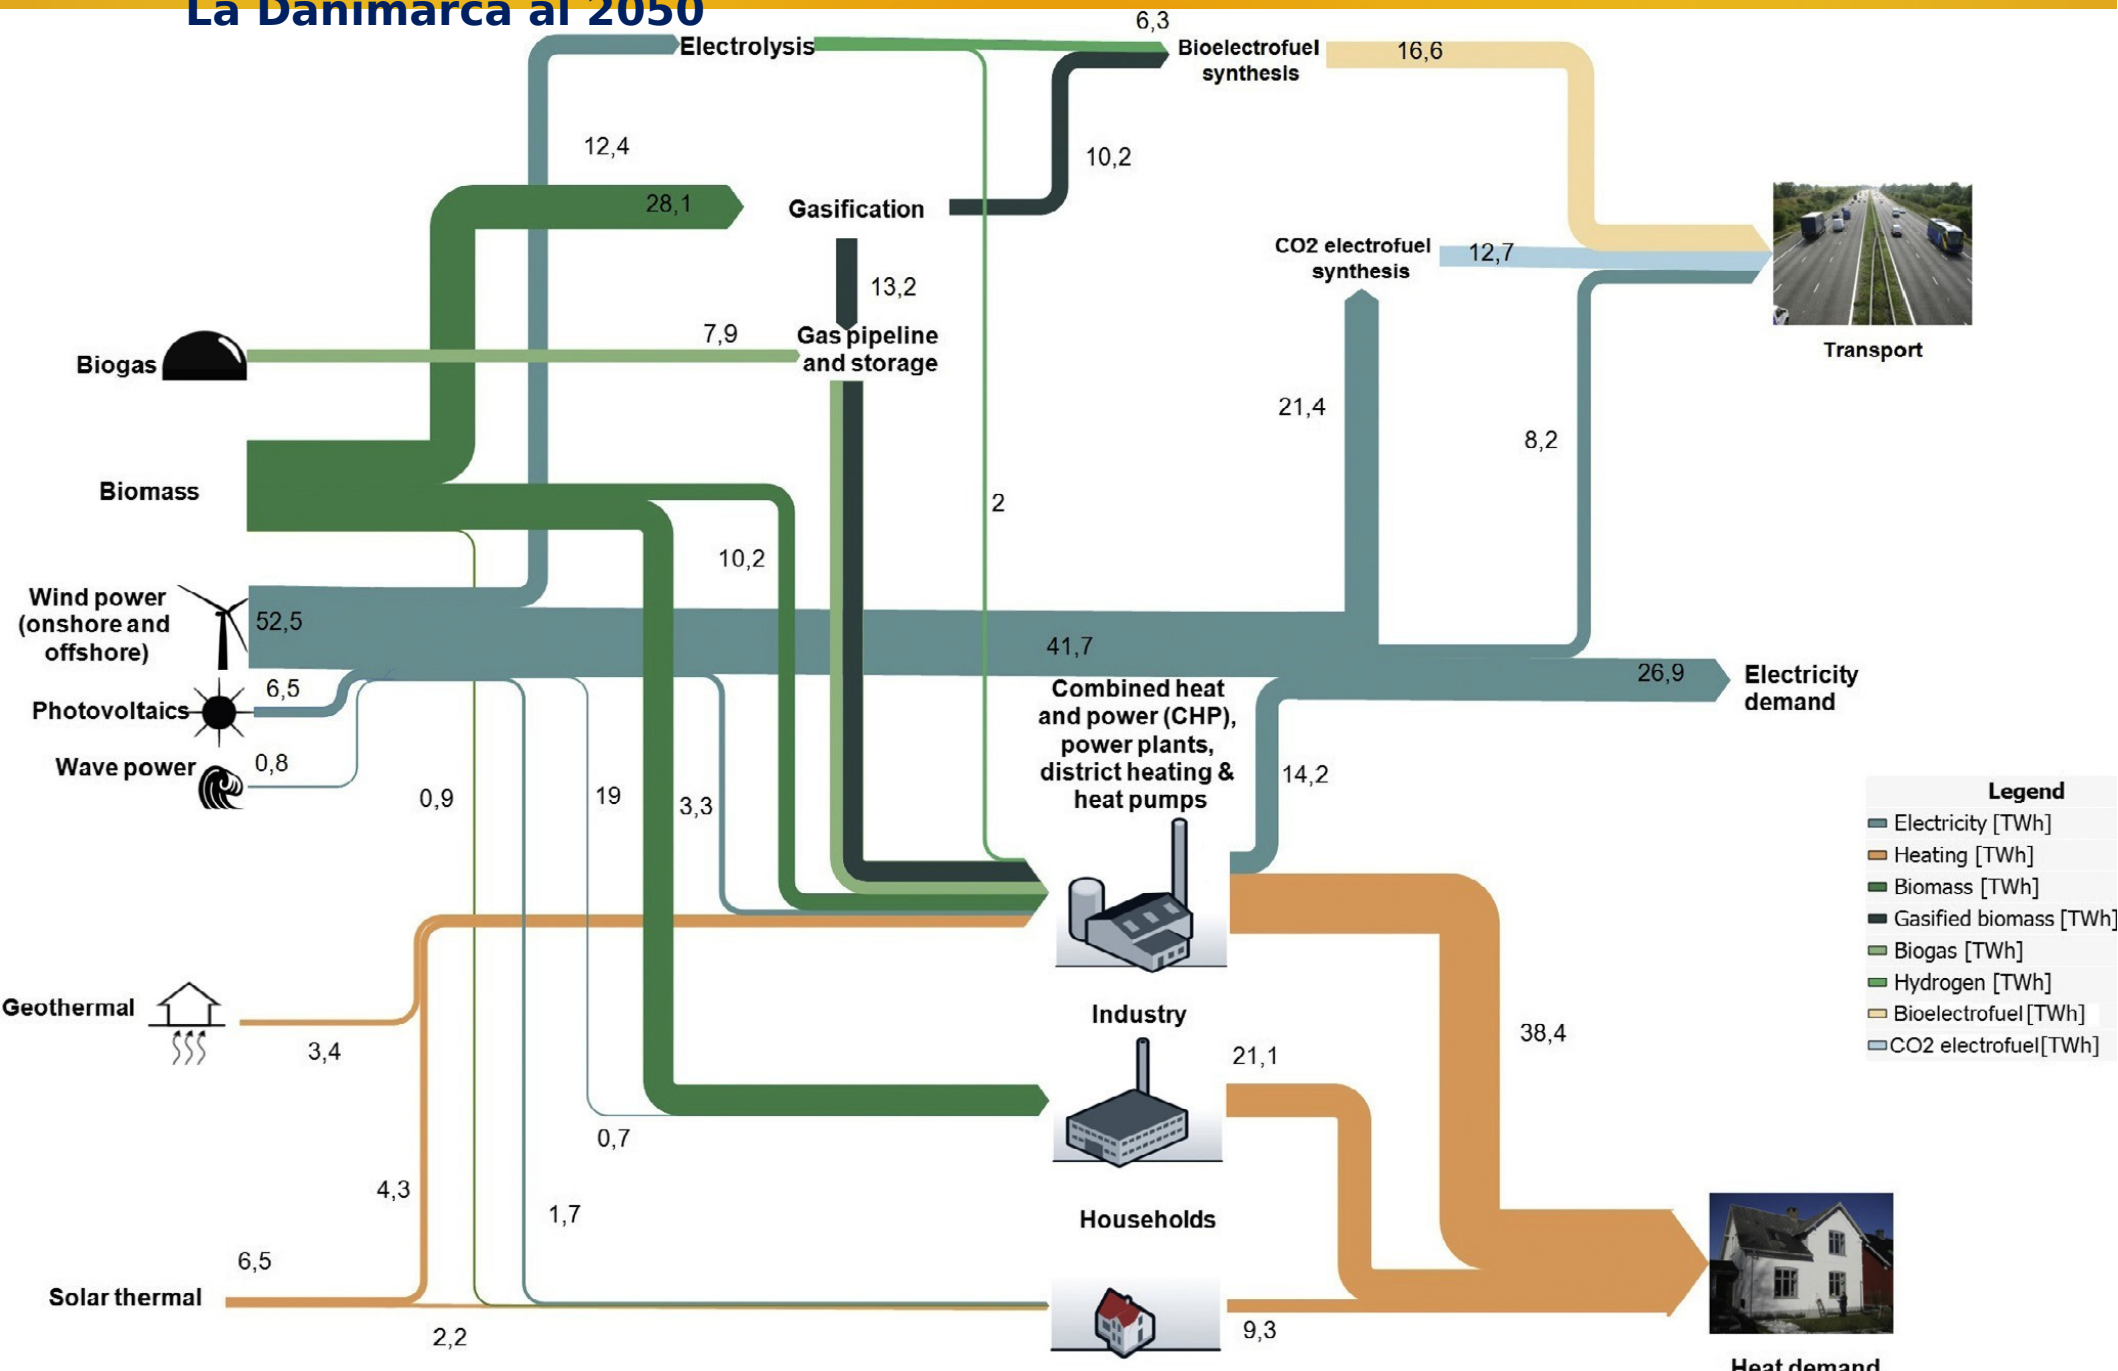 La Danimarca al 2050
6,3
Electrolysis
Bioelectrofuel
synthesis
16,6
12,4
10,2
28,1
Gasification
CO2 electrofuel
synthesis
12,7
13,2
7,9
Gas pipeline
and storage
Biogas
Transport
21,4
8,2
Biomass
2
10,2
Wind power
(onshore and
offshore)
52,5
41,7
26,9
Electricity
demand
6,5
Photovoltaics
Combined heat
and power (CHP),
power plants,
district heating &
heat pumps
Wave power
0,8
0,9
19
3,3
14,2
Legend
Electricity [TWh]
Heating [TWh]
Biomass [TWh]
Gasified biomass [TWh]
Biogas [TWh]
Hydrogen [TWh]
Bioelectrofuel [TWh]
CO2 electrofuel[TWh]
Geothermal
3,4
Industry
38,4
21,1
0,7
4,3
1,7
Households
6,5
Solar thermal
2,2
9,3
Heat demand